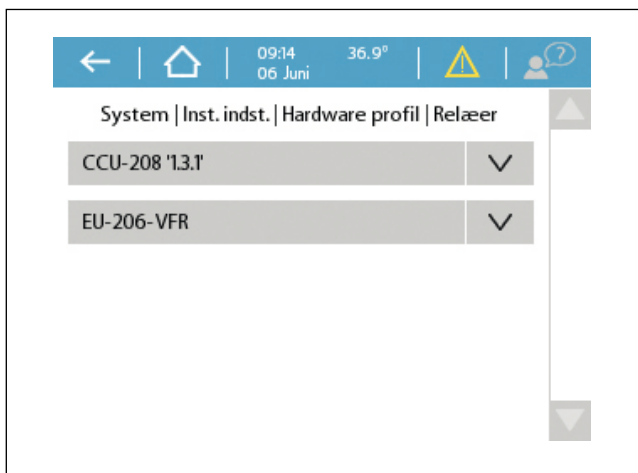 09:14 36.9°
06 Juni
?
System | Inst. indst. | Hardware profil | Relæer
CCU-208 '1.3.1'
EU-206-VFR